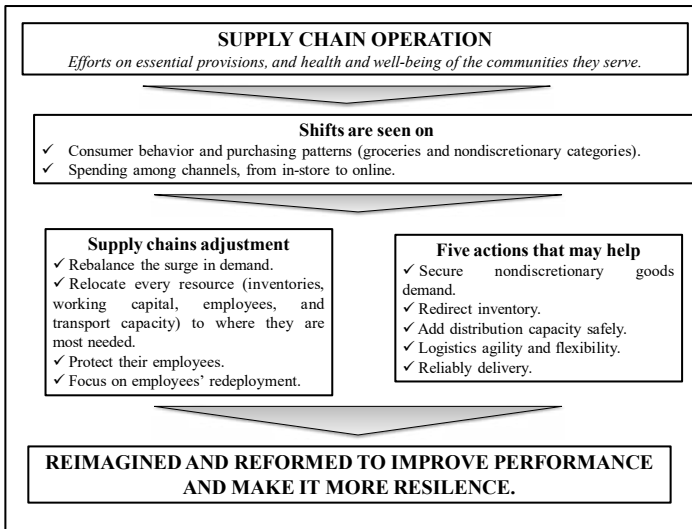 SUPPLY CHAIN OPERATION
Efforts on essential provisions, and health and well-being of the communities they serve.
Shifts are seen on
✓ Consumer behavior and purchasing patterns (groceries and nondiscretionary categories).
✓ Spending among channels, from in-store to online.
Supply chains adjustment
✓ Rebalance the surge in demand.
✓ Relocate every resource (inventories,
working capital, employees, and
transport capacity) to where they are
most needed.
✓ Protect their employees.
✓ Focus on employees' redeployment.
Five actions that may help
✓ Secure nondiscretionary goods
demand.
✓ Redirect inventory.
✓ Add distribution capacity safely.
✓ Logistics agility and flexibility.
✓ Reliably delivery.
REIMAGINED AND REFORMED TO IMPROVE PERFORMANCE
AND MAKE IT MORE RESILENCE.